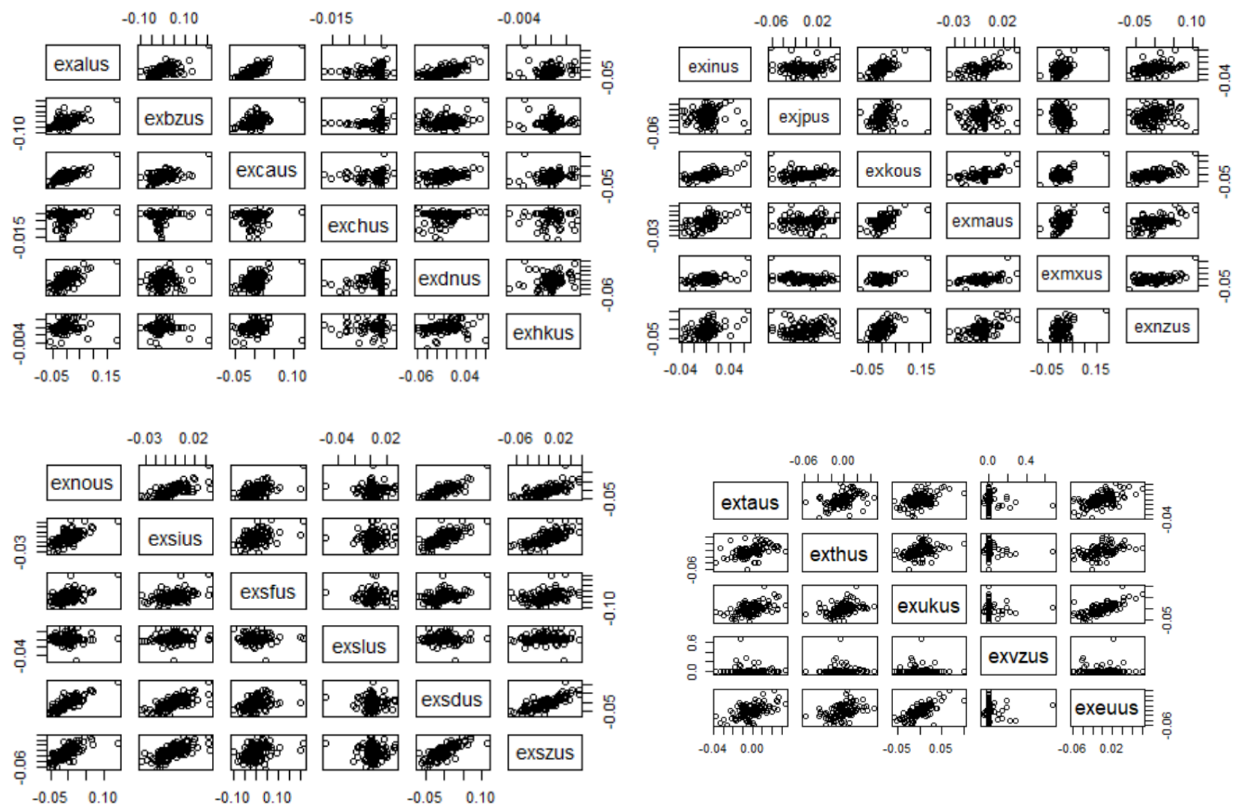 -0.10 0.10
-0.015
-0.004
exalus
-0.05
-0.10
exbzus
excaus
-0.05
-0.015
exchus
exdnus
-0.06
-0.004
exhkus
-0.05 0.15
-0.05 0.10
-0.06 0.04
-0.06 0.02
-0.03 0.02
-0.05 0.10
exinus
-0.04
-0.06
exjpus
exkous
-0.05
-0.03
exmaus
exmxus
-0.05
-0.05
exnzus
-0.04 0.04
-0.05 0.15
-0.05 0.15
-0.03 0.02
-0.04 0.02
-0.06 0.02
exnous
-0.05
-0.03
exsius
exsfus
-0.10
-0.04
exslus
exsdus
-0.05
-0.06
exszus
-0.05 0.10
-0.10 0.10
-0.05 0.10
-0.06 0.00
0.0 0.4
extaus
-0.04
-0.06
exthus
exukus
-0.05
0.0 0.6
exvzus
exeuus
-0.06
-0.04 0.00
-0.05 0.05
-0.06 0.02